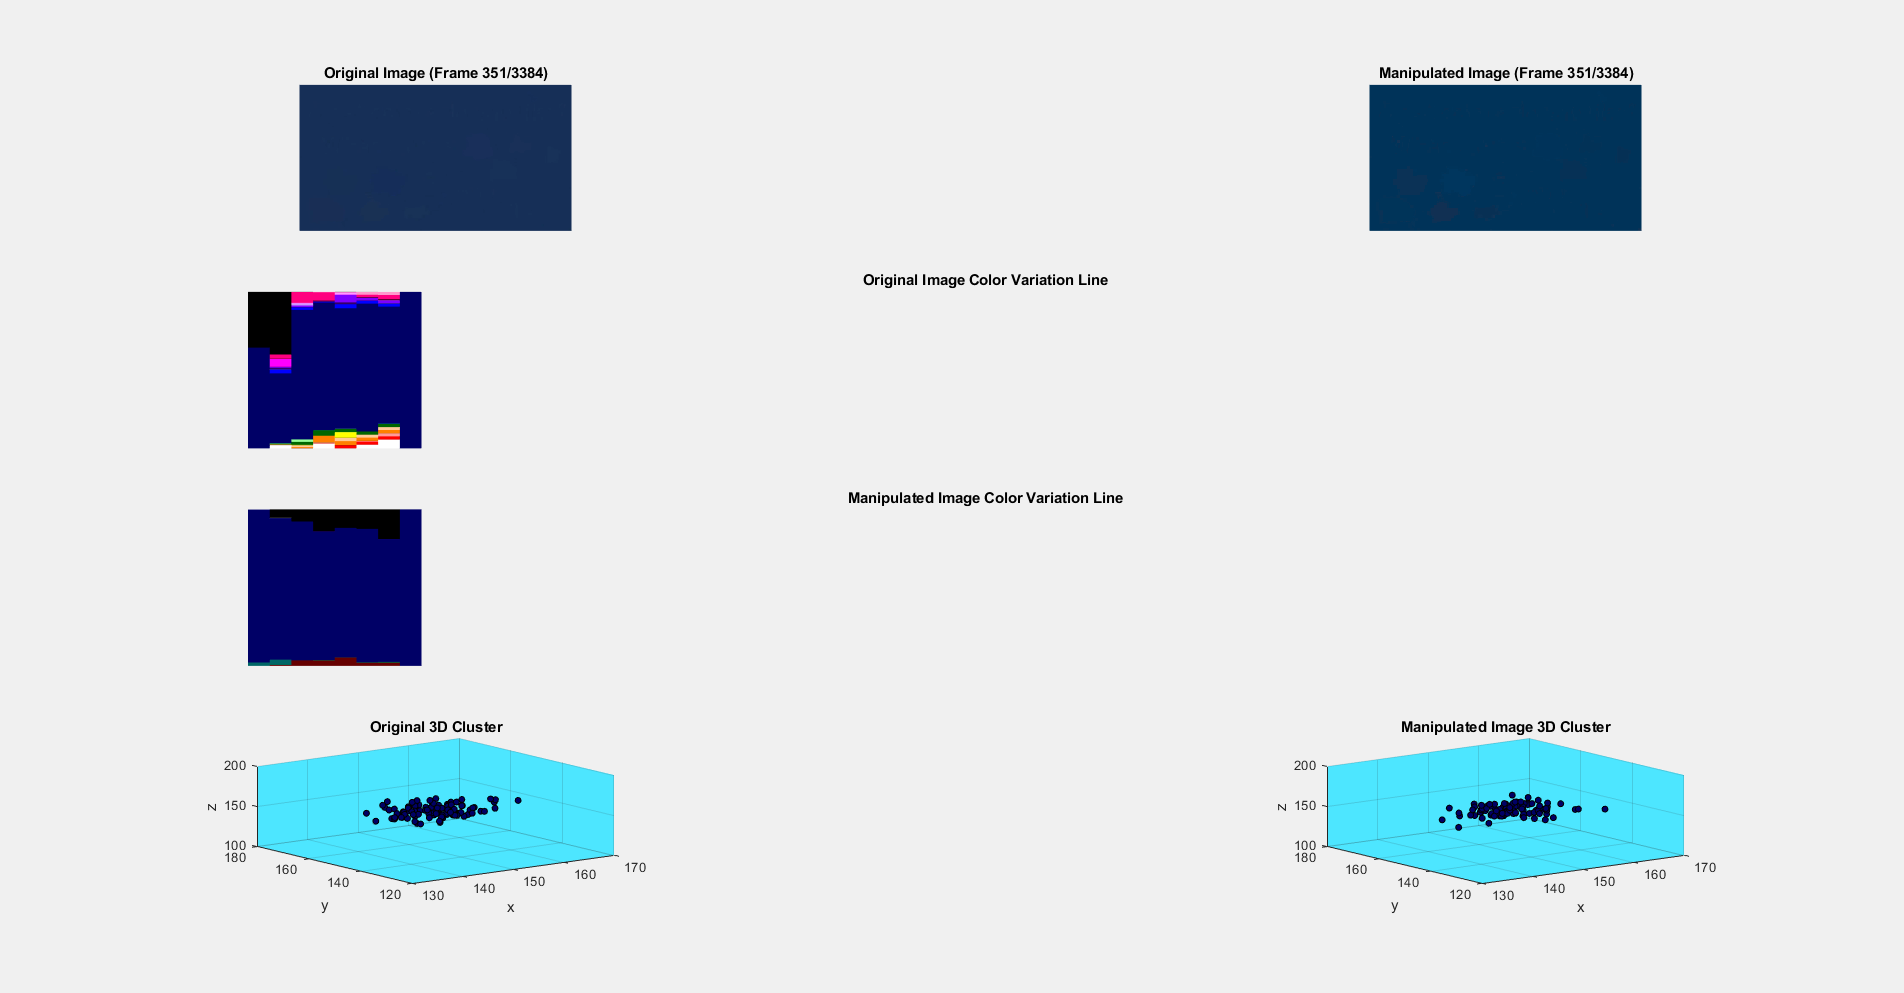 Original Image (Frame 351/3384)
Manipulated Image (Frame 351/3384)
Original Image Color Variation Line
Manipulated Image Color Variation Line
Original 3D Cluster
200
150
100
z
180
160
140
120
y
130
140
150
160
170
x
Manipulated Image 3D Cluster
200
150
100
z
180
160
140
120
y
130
140
150
160
170
x